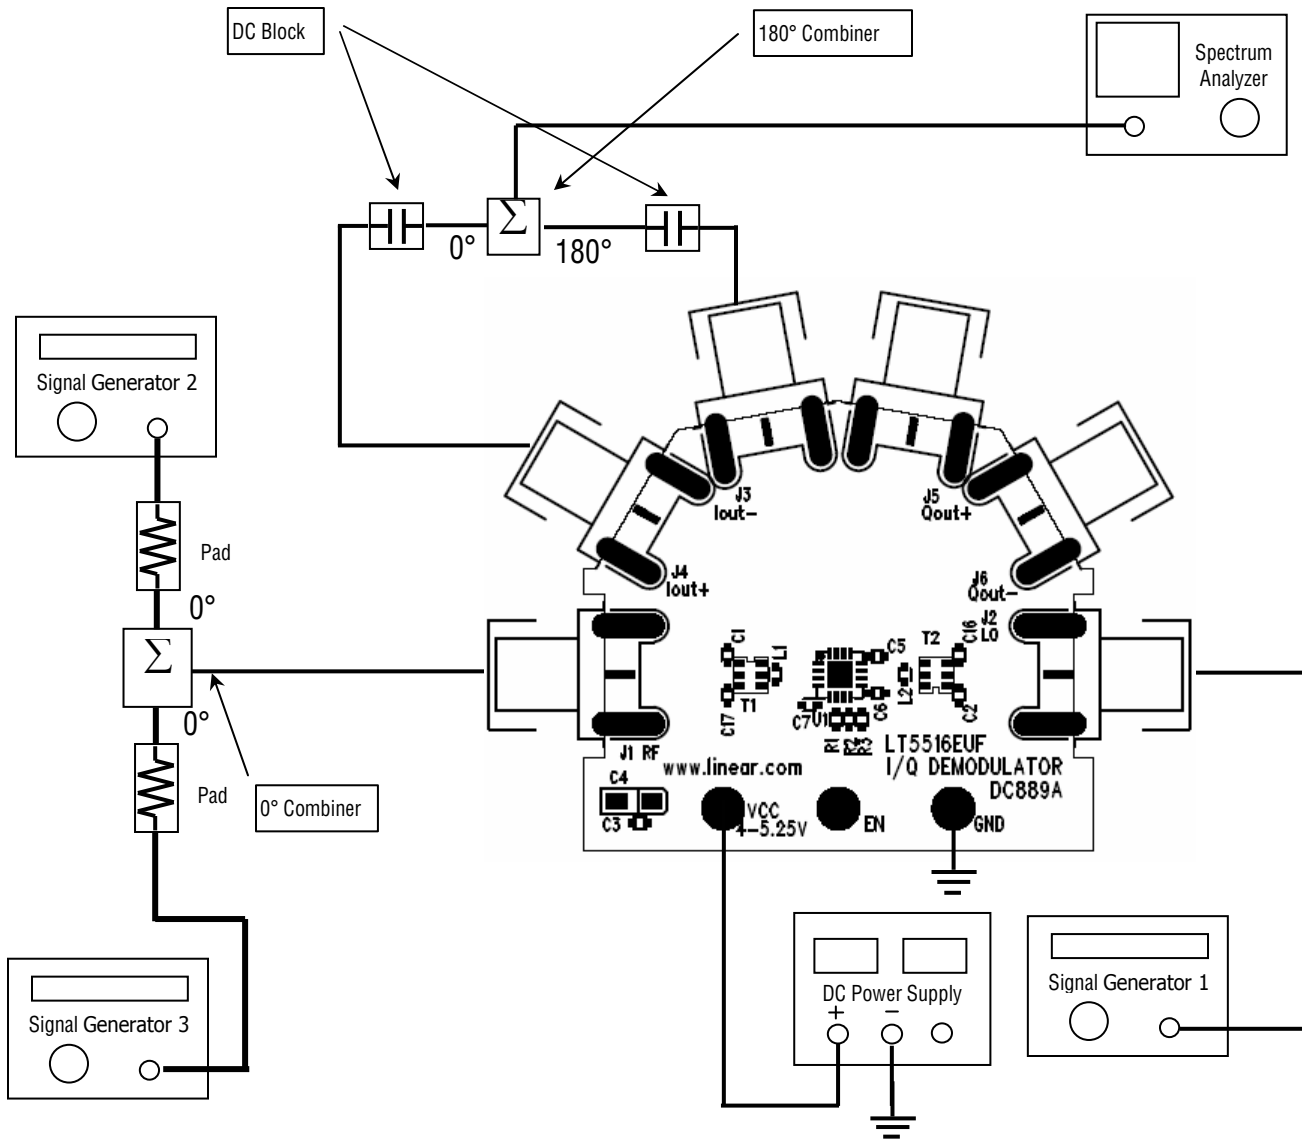 DC Block
180° Combiner
Spectrum
Analyzer
Σ
0°
180°
Signal Generator 2
Pad
0°
Σ
0°
Pad
0° Combiner
Signal Generator 3
J3
Iout-
J5
Qout+
J4
Iout+
J6
Qout-
J2
LO
C1
L1
T1
C17
C5
C7
U1
C6
R1
R2
R3
L2
T2
C16
C2
J1 RF
www.linear.com
LT5516EUF
I/Q DEMODULATOR
DC889A
C4
C3
VCC
4-5.25V
EN
GND
DC Power Supply
+
−
Signal Generator 1